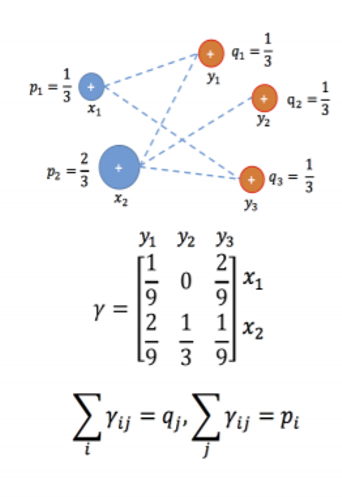 q₁ = 1/3
+
y₁
p₁ = 1/3
+
x₁
+
q₂ = 1/3
y₂
p₂ = 2/3
+
x₂
+
q₃ = 1/3
y₃
y₁ y₂ y₃
γ = [1/9 0 2/9] x₁
[2/9 1/3 1/9] x₂
∑ᵢ γᵢⱼ = qⱼ, ∑ⱼ γᵢⱼ = pᵢ